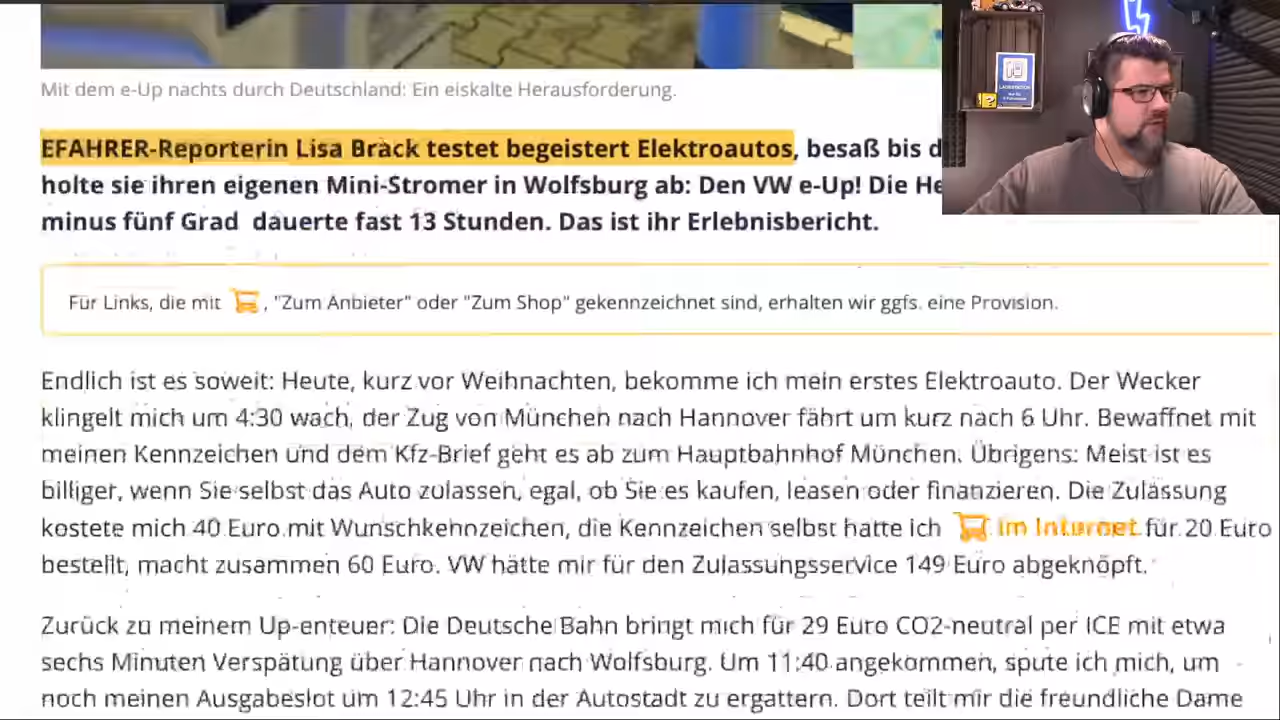 Mit dem e-Up nachts durch Deutschland: Ein eiskalte Herausforderung.
EFAHRER-Reporterin Lisa Brack testet begeistert Elektroautos, besaß bis
holte sie ihren eigenen Mini-Stromer in Wolfsburg ab: Den VW e-Up! Die
minus fünf Grad dauerte fast 13 Stunden. Das ist ihr Erlebnisbericht.
Für Links, die mit , "Zum Anbieter" oder "Zum Shop" gekennzeichnet sind, erhalten wir ggfs. eine Provision.
Endlich ist es soweit: Heute, kurz vor Weihnachten, bekomme ich mein erstes Elektroauto. Der Wecker
klingelt mich um 4:30 wach, der Zug von München nach Hannover fährt um kurz nach 6 Uhr. Bewaffnet mit
meinen Kennzeichen und dem Kfz-Brief geht es ab zum Hauptbahnhof München. Übrigens: Meist ist es
billiger, wenn Sie selbst das Auto zulassen, egal, ob Sie es kaufen, leasen oder finanzieren. Die Zulassung
kostete mich 40 Euro mit Wunschkennzeichen, die Kennzeichen selbst hatte ich im Internet für 20 Euro
bestellt, macht zusammen 60 Euro. VW hätte mir für den Zulassungsservice 149 Euro abgeknöpft.
Zurück zu meinem Up-enteuer: Die Deutsche Bahn bringt mich für 29 Euro CO2-neutral per ICE mit etwa
sechs Minuten Verspätung über Hannover nach Wolfsburg. Um 11:40 angekommen, spute ich mich, um
noch meinen Ausgabeslot um 12:45 Uhr in der Autostadt zu ergattern. Dort teilt mir die freundliche Dame